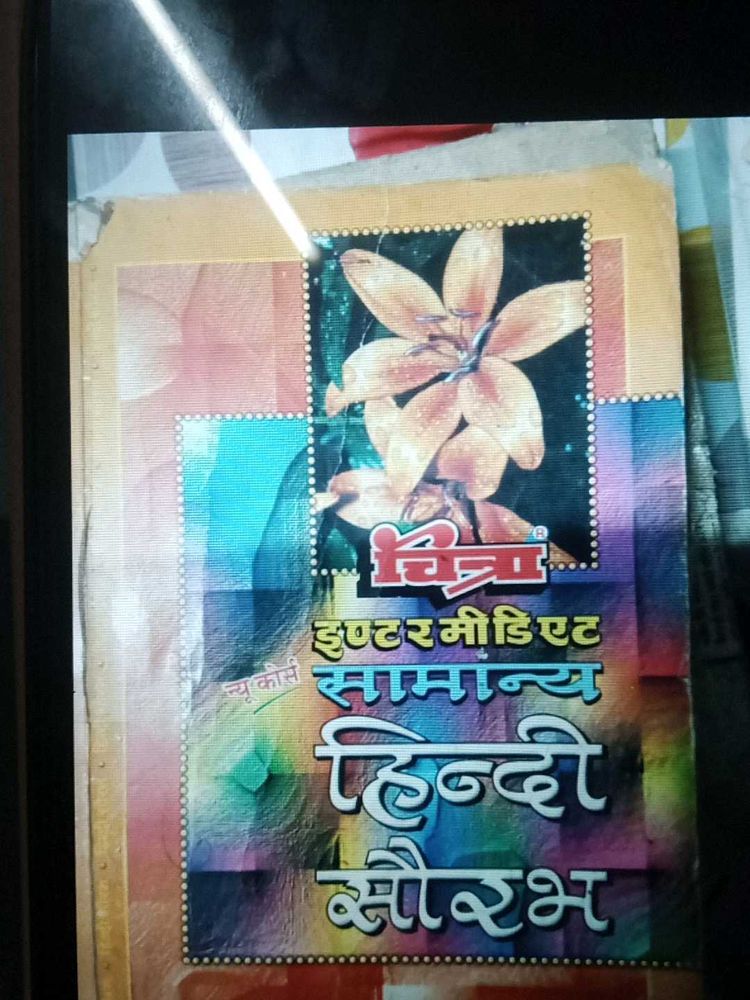 चित्रा ®
इण्टरमीडिएट
न्यू कोर्स
सामान्य
हिन्दी
सौरभ